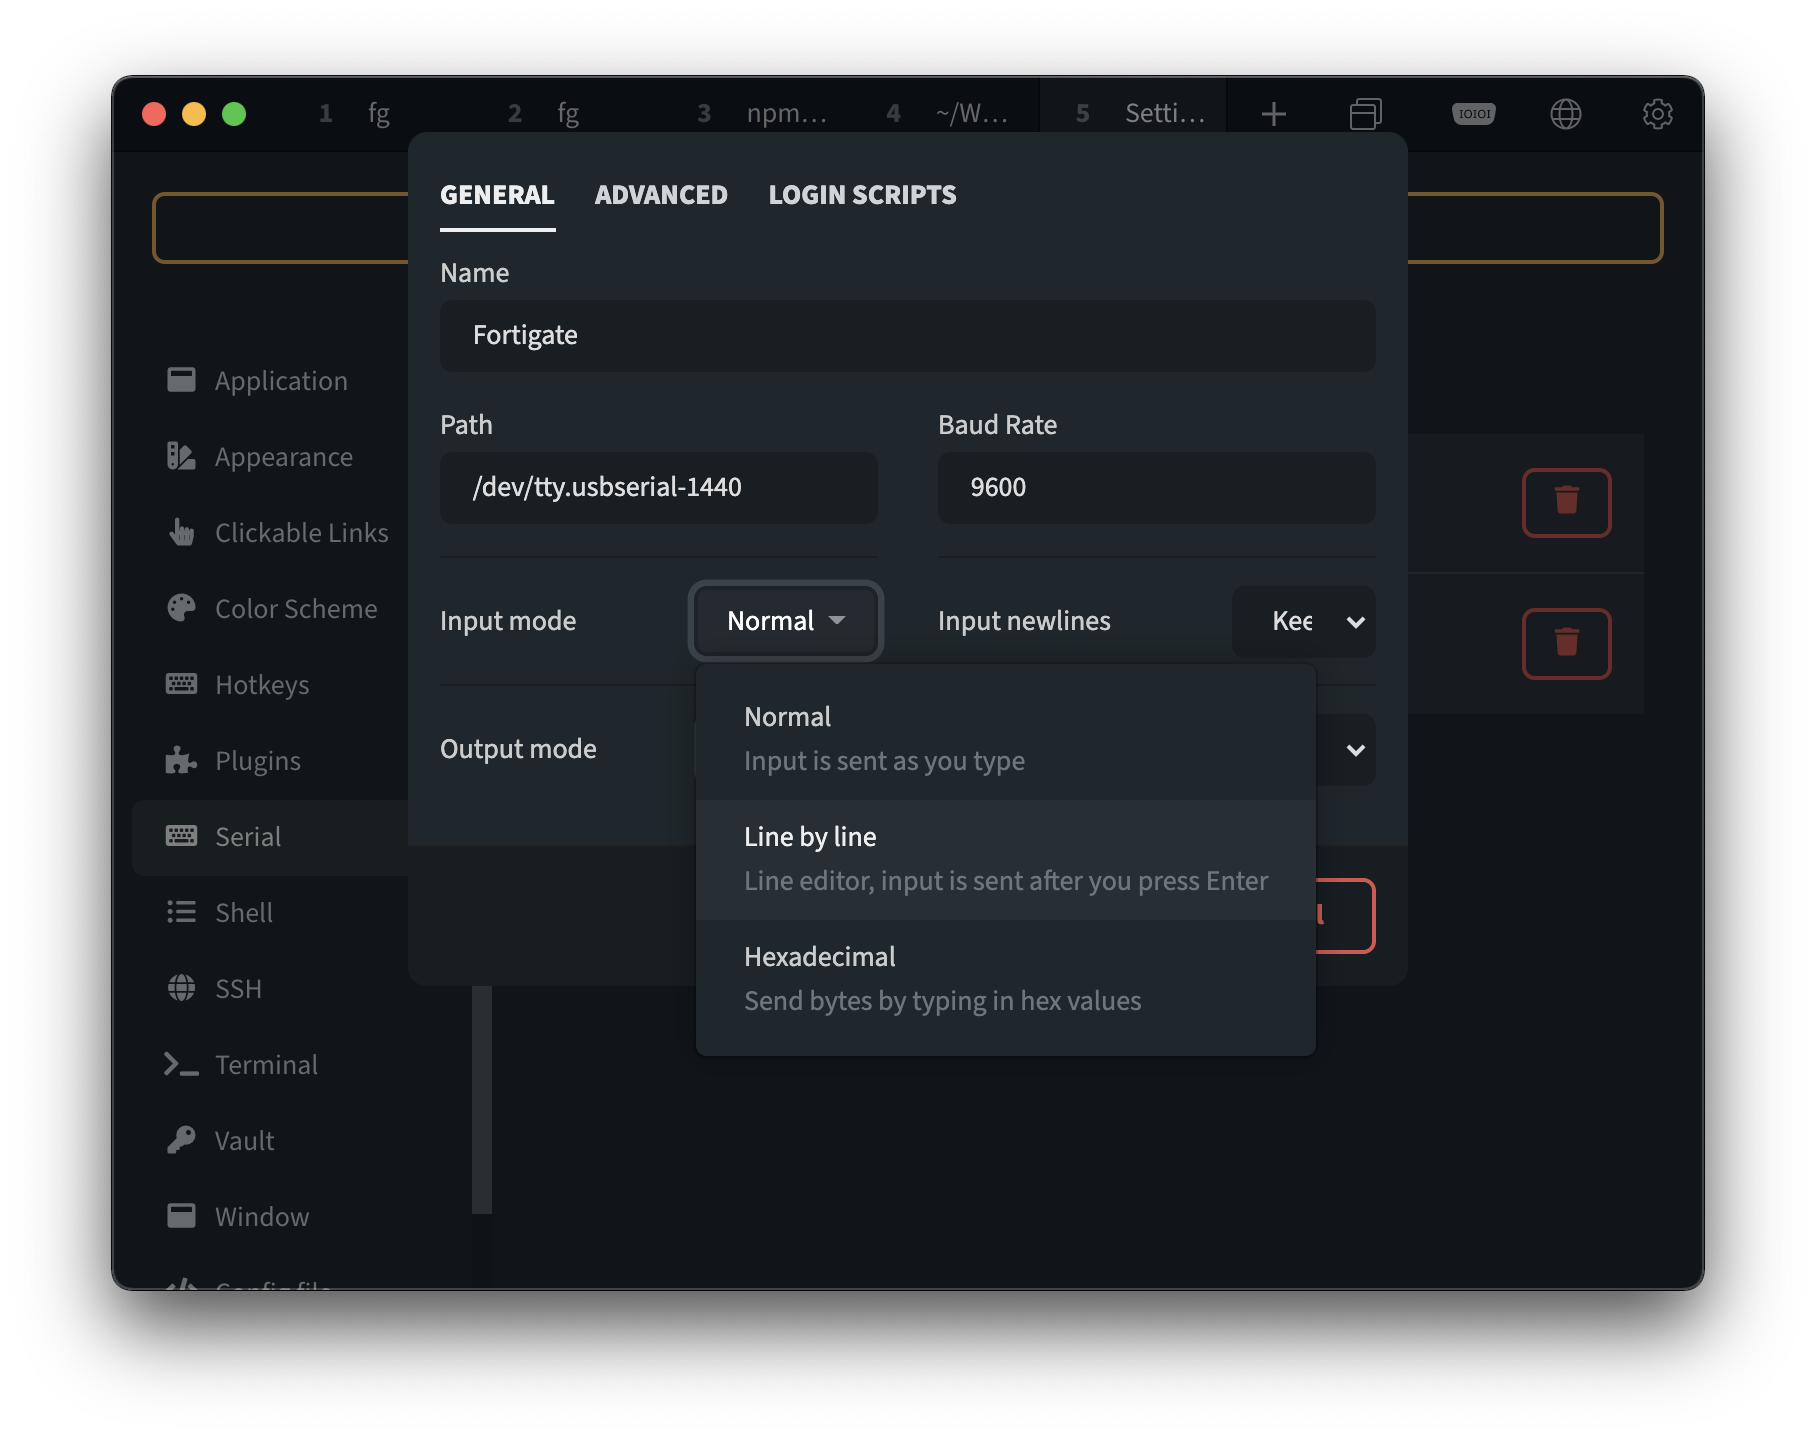 1 fg 2 fg 3 npm... 4 ~/W... 5 Setti...
IOIOI
GENERAL ADVANCED LOGIN SCRIPTS
Name
Fortigate
Application
Path Baud Rate
Appearance
/dev/tty.usbserial-1440 9600
Clickable Links
Color Scheme
Input mode Normal Input newlines Kee
Hotkeys
Normal
Output mode
Plugins
Input is sent as you type
Serial
Line by line
Line editor, input is sent after you press Enter
Shell
Hexadecimal
SSH
Send bytes by typing in hex values
Terminal
Vault
Window
Config file